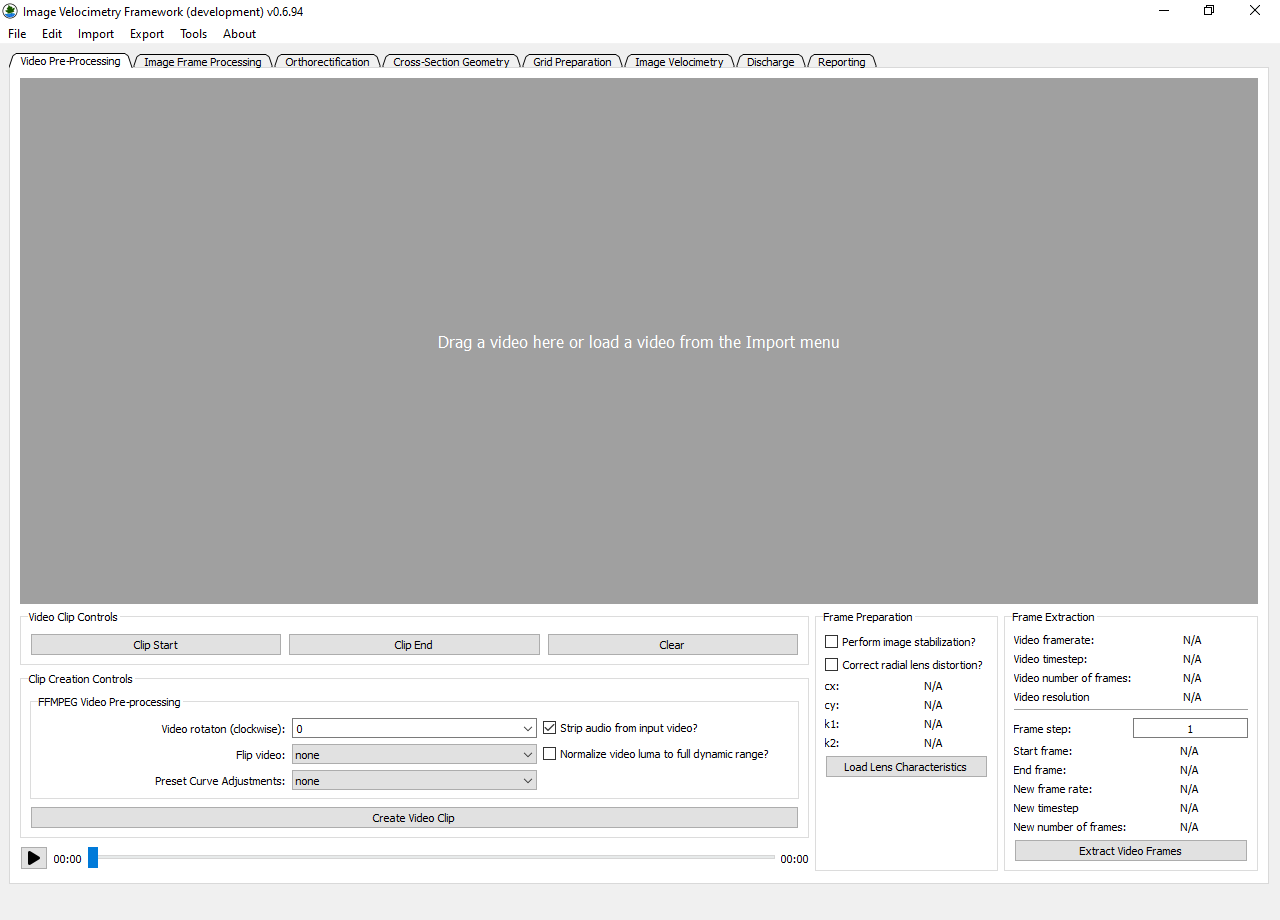 Image Velocimetry Framework (development) v0.6.94
File Edit Import Export Tools About
Video Pre-Processing Image Frame Processing Orthorectification Cross-Section Geometry Grid Preparation Image Velocimetry Discharge Reporting
Drag a video here or load a video from the Import menu
Video Clip Controls
Clip Start Clip End Clear
Clip Creation Controls
FFMPEG Video Pre-processing
Video rotaton (clockwise): 0 Strip audio from input video?
Flip video: none Normalize video luma to full dynamic range?
Preset Curve Adjustments: none
Create Video Clip
00:00 00:00
Frame Preparation
Perform image stabilization?
Correct radial lens distortion?
cx: N/A
cy: N/A
k1: N/A
k2: N/A
Load Lens Characteristics
Frame Extraction
Video framerate: N/A
Video timestep: N/A
Video number of frames: N/A
Video resolution N/A
Frame step: 1
Start frame: N/A
End frame: N/A
New frame rate: N/A
New timestep N/A
New number of frames: N/A
Extract Video Frames